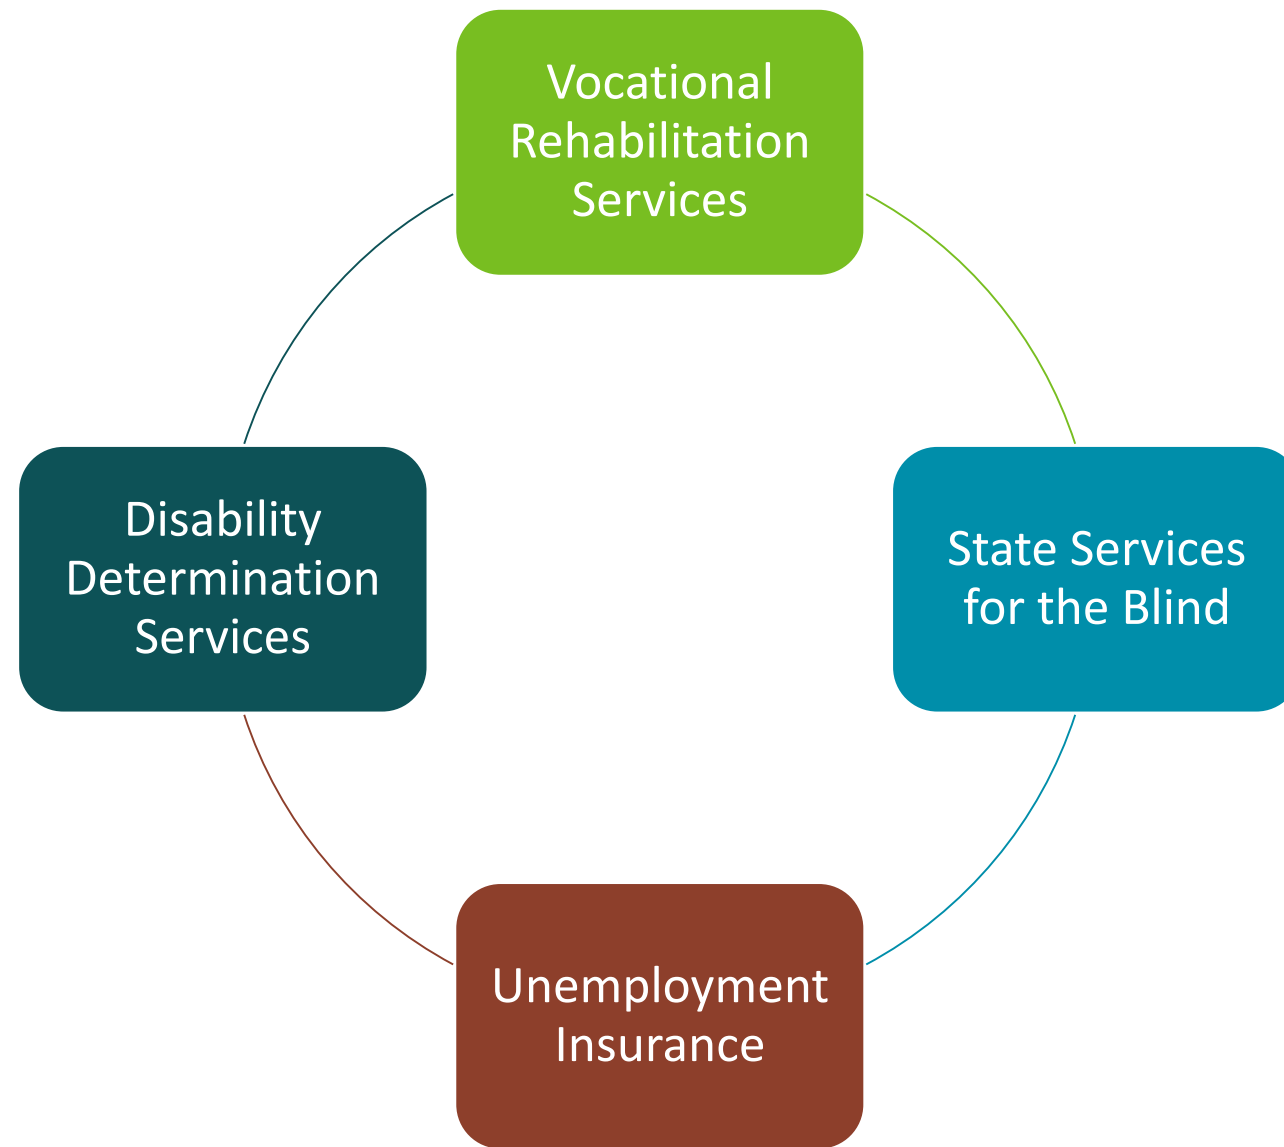 Vocational
Rehabilitation
Services
State Services
for the Blind
Unemployment
Insurance
Disability
Determination
Services